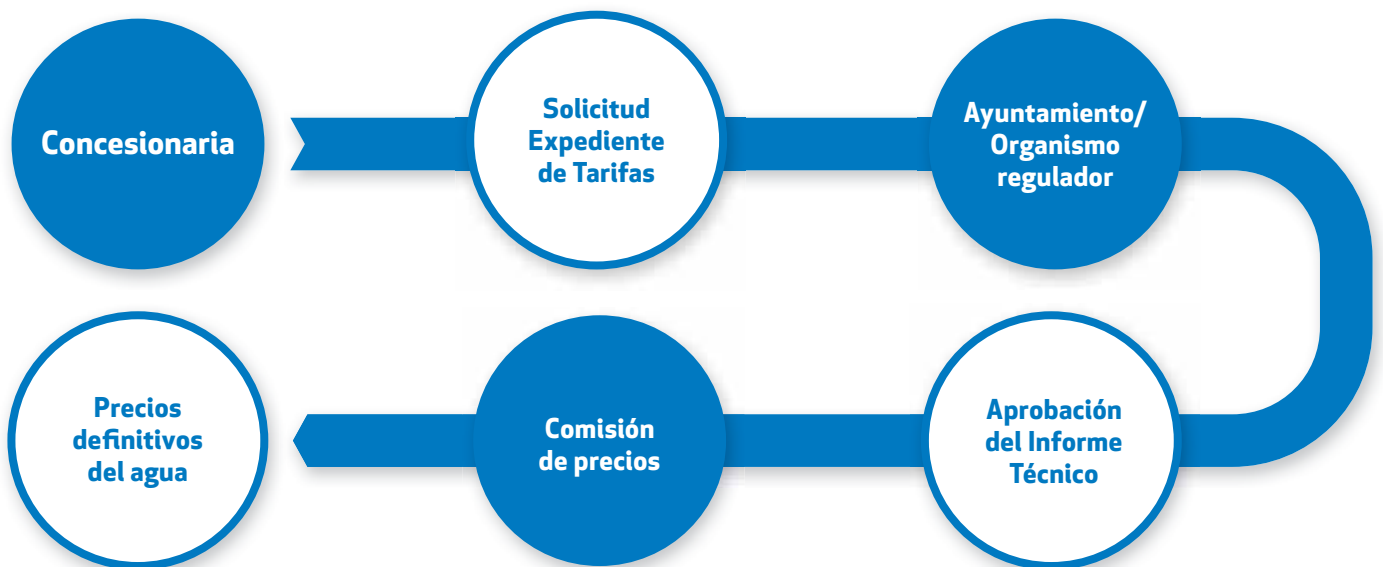 Concesionaria
Solicitud
Expediente
de Tarifas
Ayuntamiento/
Organismo
regulador
Aprobación
del Informe
Técnico
Comisión
de precios
Precios
definitivos
del agua